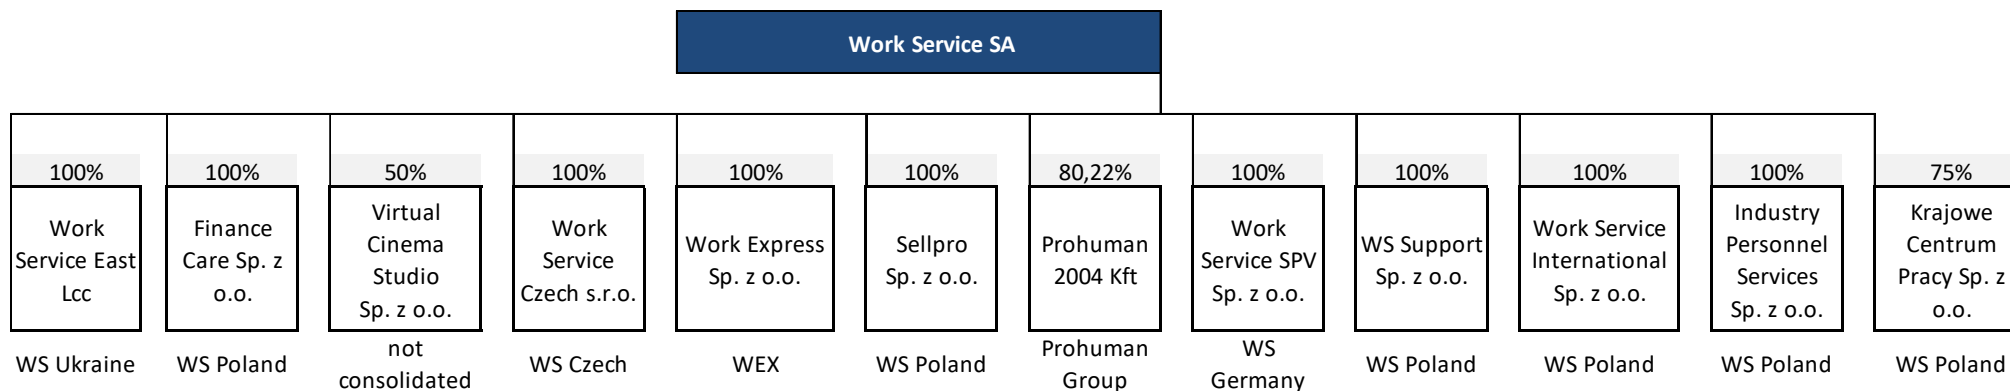 Work Service SA
100%
100%
50%
100%
100%
100%
80,22%
100%
100%
100%
100%
75%
Work
Service East
Lcc
Finance
Care Sp. z
o.o.
Virtual
Cinema
Studio
Sp. z o.o.
Work
Service
Czech s.r.o.
Work Express
Sp. z o.o.
Sellpro
Sp. z o.o.
Prohuman
2004 Kft
Work
Service SPV
Sp. z o.o.
WS Support
Sp. z o.o.
Work Service
International
Sp. z o.o.
Industry
Personnel
Services
Sp. z o.o.
Krajowe
Centrum
Pracy Sp. z
o.o.
WS Ukraine
WS Poland
not
consolidated
WS Czech
WEX
WS Poland
Prohuman
Group
WS
Germany
WS Poland
WS Poland
WS Poland
WS Poland